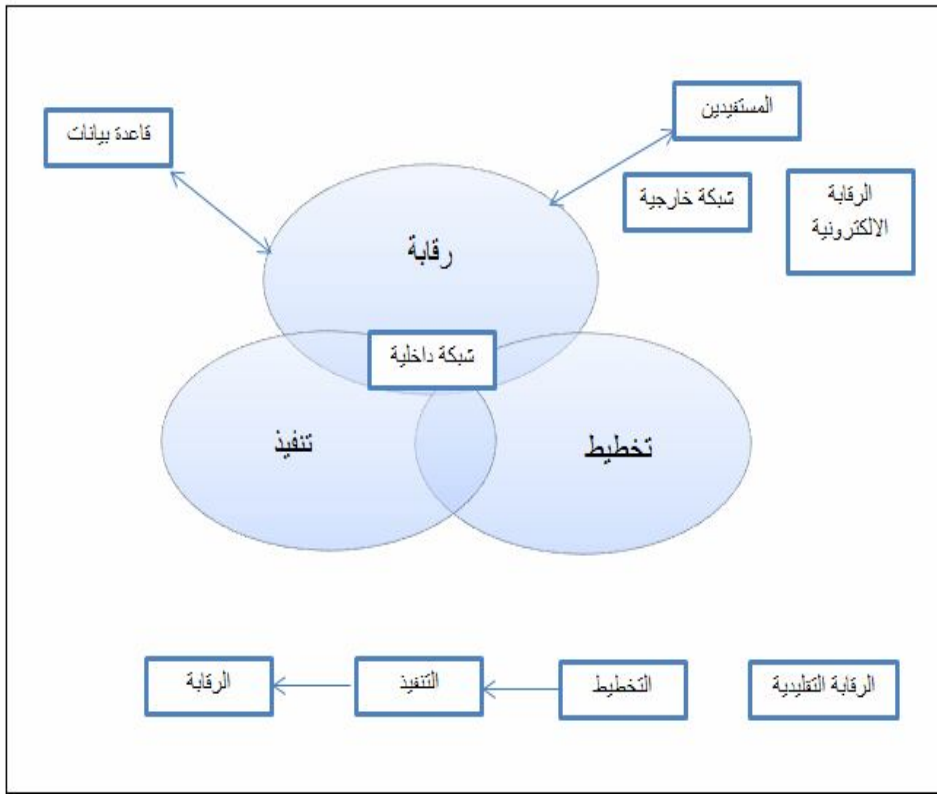 المستفيدين
قاعدة بيانات
الرقابة
الالكترونية
شبكة خارجية
رقابة
شبكة داخلية
تخطيط
تنفيذ
الرقابة التقليدية
التخطيط
التنفيذ
الرقابة